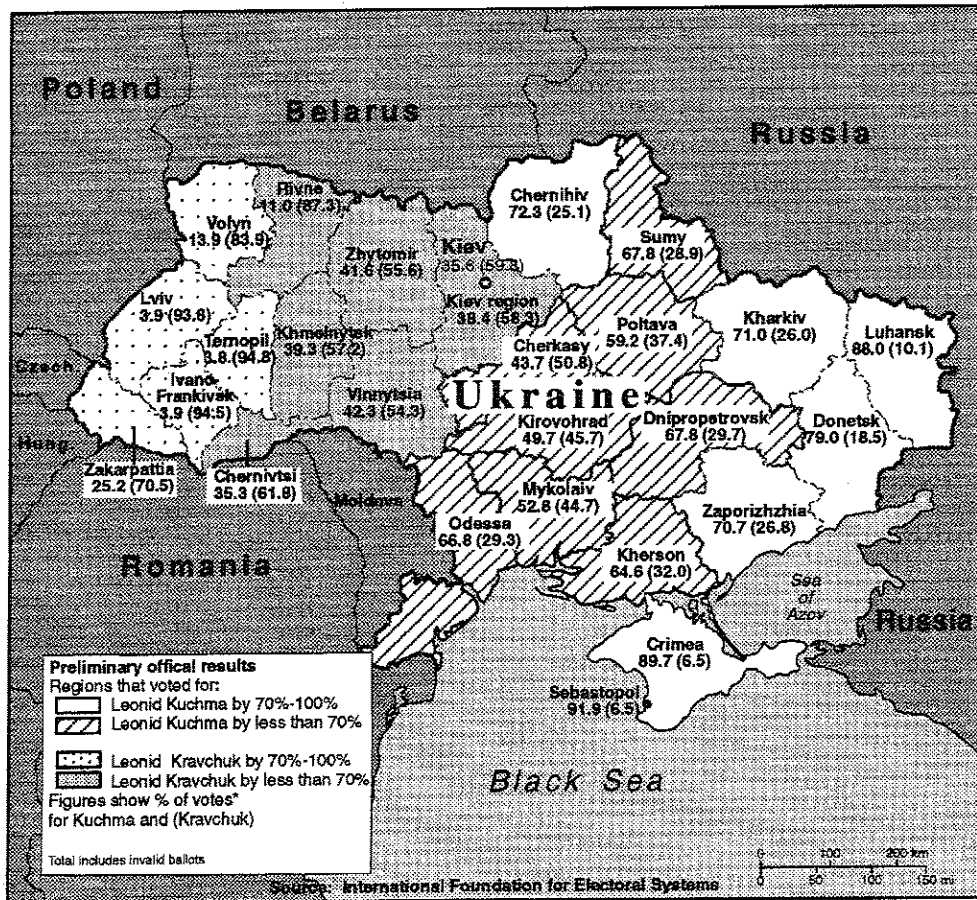 Poland
Belarus
Russia
Rivne
11.0 (87.3)
Volyn
13.9 (83.9)
Chernihiv
72.3 (25.1)
Zhytomir
41.6 (55.6)
Kiev
35.6 (59.8)
Sumy
67.8 (28.9)
Lviv
3.9 (93.8)
Kiev region
38.4 (58.3)
Ternopil
3.8 (94.8)
Khmelnytsk
39.3 (57.2)
Cherkasy
43.7 (50.8)
Poltava
59.2 (37.4)
Kharkiv
71.0 (26.0)
Luhansk
88.0 (10.1)
Czech.
Ivano-
Frankivsk
3.9 (94.5)
Vinnytsia
42.3 (54.3)
Ukraine
Kirovohrad
49.7 (45.7)
Dnipropetrovsk
67.8 (29.7)
Donetsk
79.0 (18.5)
Hung.
Zakarpattia
25.2 (70.5)
Chernivtsi
35.3 (61.8)
Moldova
Mykolaiv
52.8 (44.7)
Zaporizhzhia
70.7 (26.8)
Odessa
66.8 (29.3)
Kherson
64.6 (32.0)
Romania
Sea
of
Azov
Russia
Crimea
89.7 (6.5)
Sebastopol
91.9 (6.5)
Black Sea
Preliminary offical results
Regions that voted for:
Leonid Kuchma by 70%-100%
Leonid Kuchma by less than 70%
Leonid Kravchuk by 70%-100%
Leonid Kravchuk by less than 70%
Figures show % of votes*
for Kuchma and (Kravchuk)
Total includes invalid ballots
0 100 200 km
0 50 100 150 mi
Source: International Foundation for Electoral Systems